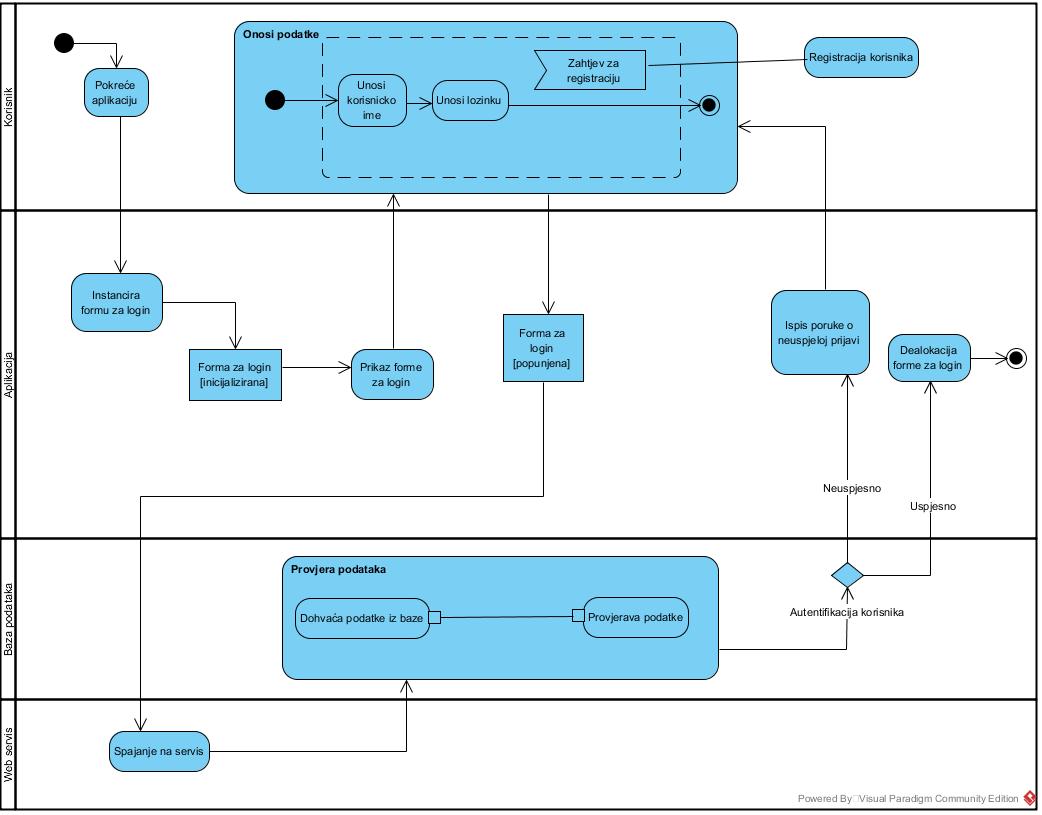 Korisnik
Pokreće
aplikaciju
Onosi podatke
Unosi
korisnicko
ime
Unosi lozinku
Zahtjev za
registraciju
Registracija korisnika
Aplikacija
Instancira
formu za login
Forma za login
[inicijalizirana]
Prikaz forme
za login
Forma za
login
[popunjena]
Ispis poruke o
neuspjeloj prijavi
Dealokacija
forme za login
Neuspjesno
Uspjesno
Baza podataka
Provjera podataka
Dohvaća podatke iz baze
Provjerava podatke
Autentifikacija korisnika
Web servis
Spajanje na servis
Powered By Visual Paradigm Community Edition